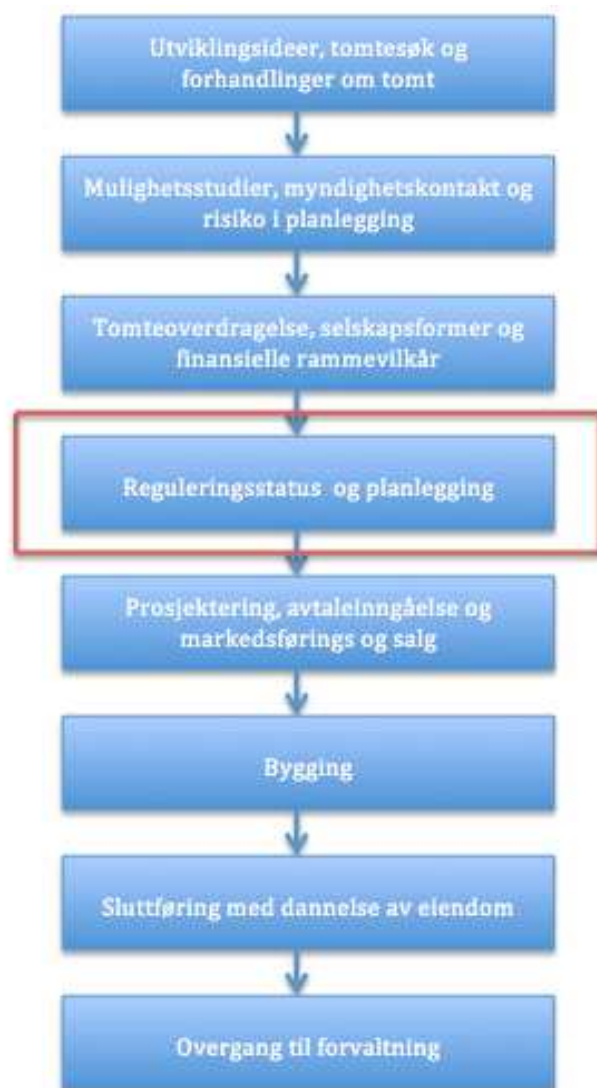 Utviklingsideer, tomtesøk og
forhandlinger om tomt
Mulighetsstudier, myndighetskontakt og
risiko i planlegging
Tomteoverdragelse, selskapsformer og
finansielle rammevilkår
Reguleringsstatus og planlegging
Prosjektering, avtaleinngåelse og
markedsførings og salg
Bygging
Sluttføring med dannelse av eiendom
Overgang til forvaltning